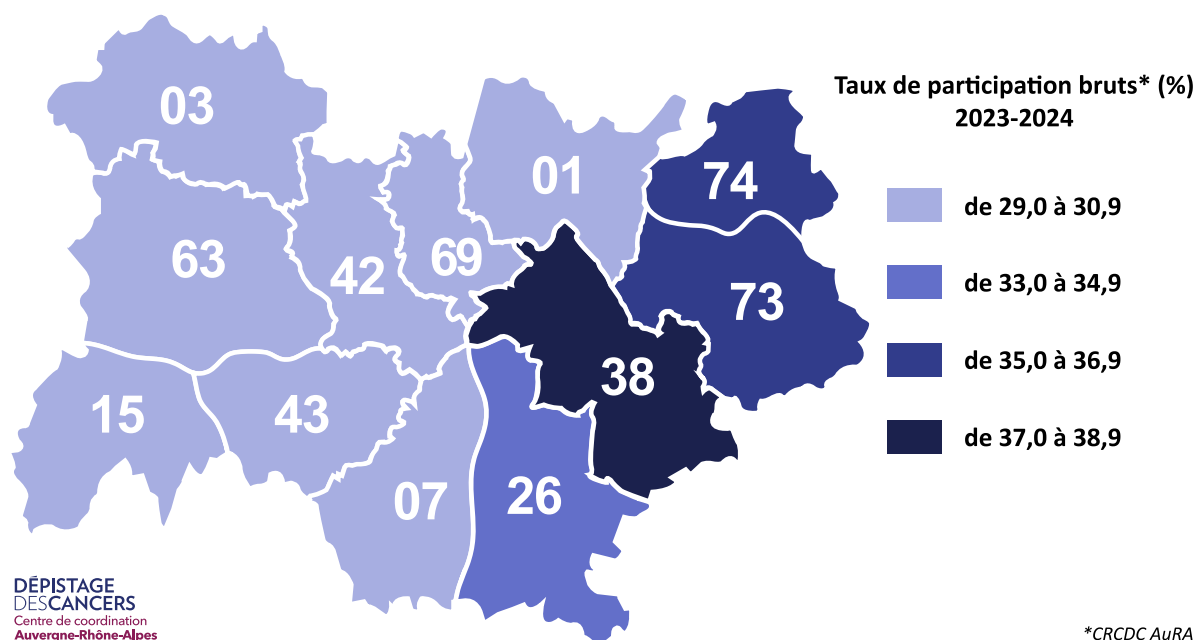 Taux de participation bruts* (%)
2023-2024
03
01
74
63
42
69
73
38
15
43
07
26
de 29,0 à 30,9
de 33,0 à 34,9
de 35,0 à 36,9
de 37,0 à 38,9
DÉPISTAGE
DESCANCERS
Centre de coordination
Auvergne-Rhône-Alpes
*CRCDC AuRA